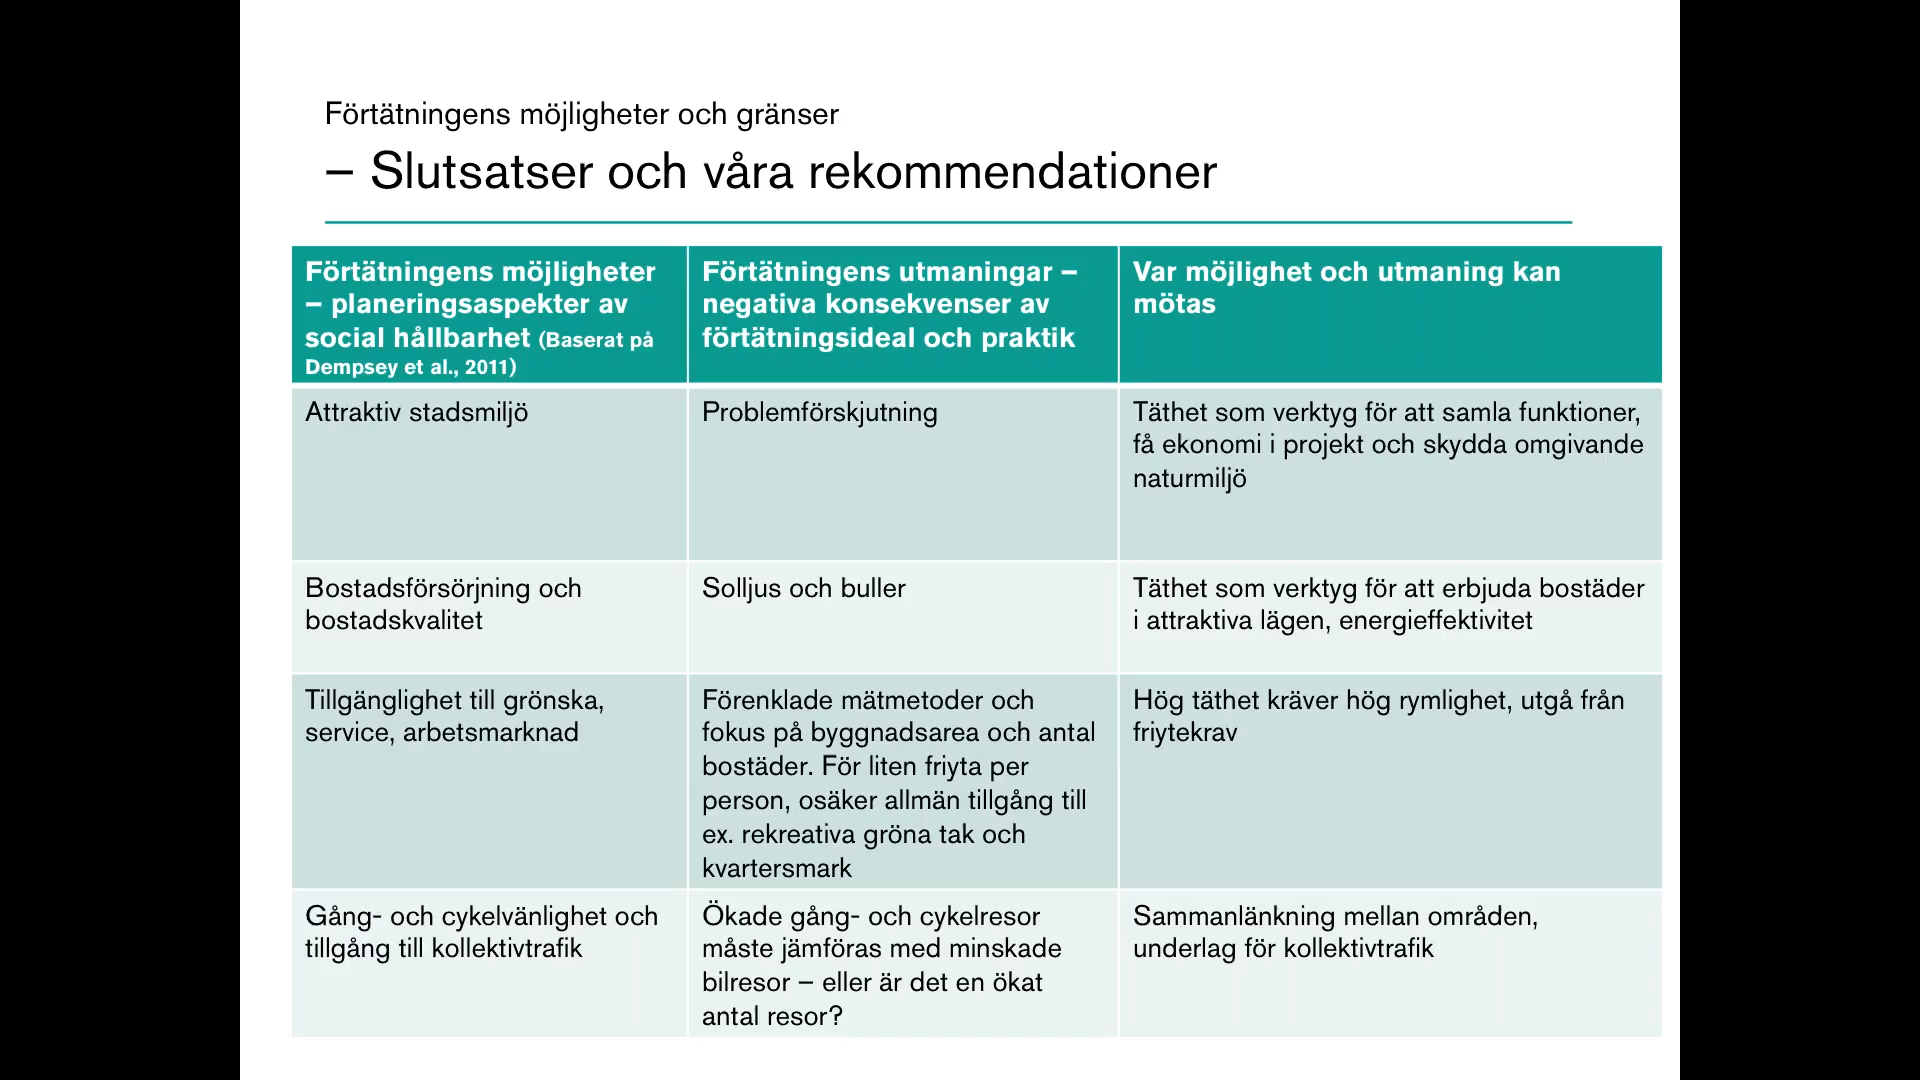 Förtätningens möjligheter och gränser
– Slutsatser och våra rekommendationer
Förtätningens möjligheter
– planeringsaspekter av
social hållbarhet (Baserat på
Dempsey et al., 2011)
Förtätningens utmaningar –
negativa konsekvenser av
förtätningsideal och praktik
Var möjlighet och utmaning kan
mötas
Attraktiv stadsmiljö
Problemförskjutning
Täthet som verktyg för att samla funktioner,
få ekonomi i projekt och skydda omgivande
naturmiljö
Bostadsförsörjning och
bostadskvalitet
Solljus och buller
Täthet som verktyg för att erbjuda bostäder
i attraktiva lägen, energieffektivitet
Tillgänglighet till grönska,
service, arbetsmarknad
Förenklade mätmetoder och
fokus på byggnadsarea och antal
bostäder. För liten friyta per
person, osäker allmän tillgång till
ex. rekreativa gröna tak och
kvartersmark
Hög täthet kräver hög rymlighet, utgå från
friytekrav
Gång- och cykelvänlighet och
tillgång till kollektivtrafik
Ökade gång- och cykelresor
måste jämföras med minskade
bilresor – eller är det en ökat
antal resor?
Sammanlänkning mellan områden,
underlag för kollektivtrafik